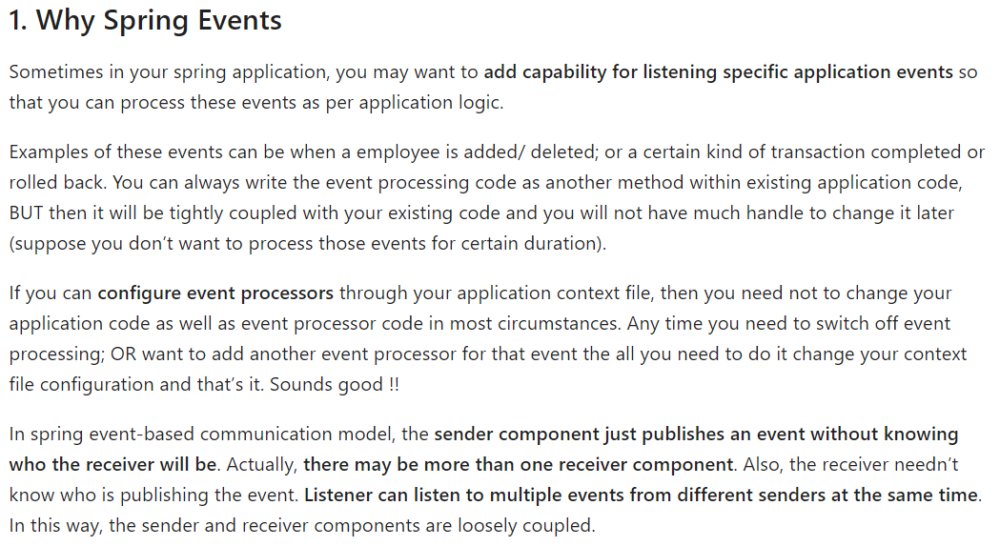 1. Why Spring Events
Sometimes in your spring application, you may want to add capability for listening specific application events so
that you can process these events as per application logic.
Examples of these events can be when a employee is added/ deleted; or a certain kind of transaction completed or
rolled back. You can always write the event processing code as another method within existing application code,
BUT then it will be tightly coupled with your existing code and you will not have much handle to change it later
(suppose you don’t want to process those events for certain duration).
If you can configure event processors through your application context file, then you need not to change your
application code as well as event processor code in most circumstances. Any time you need to switch off event
processing; OR want to add another event processor for that event the all you need to do it change your context
file configuration and that’s it. Sounds good !!
In spring event-based communication model, the sender component just publishes an event without knowing
who the receiver will be. Actually, there may be more than one receiver component. Also, the receiver needn’t
know who is publishing the event. Listener can listen to multiple events from different senders at the same time.
In this way, the sender and receiver components are loosely coupled.